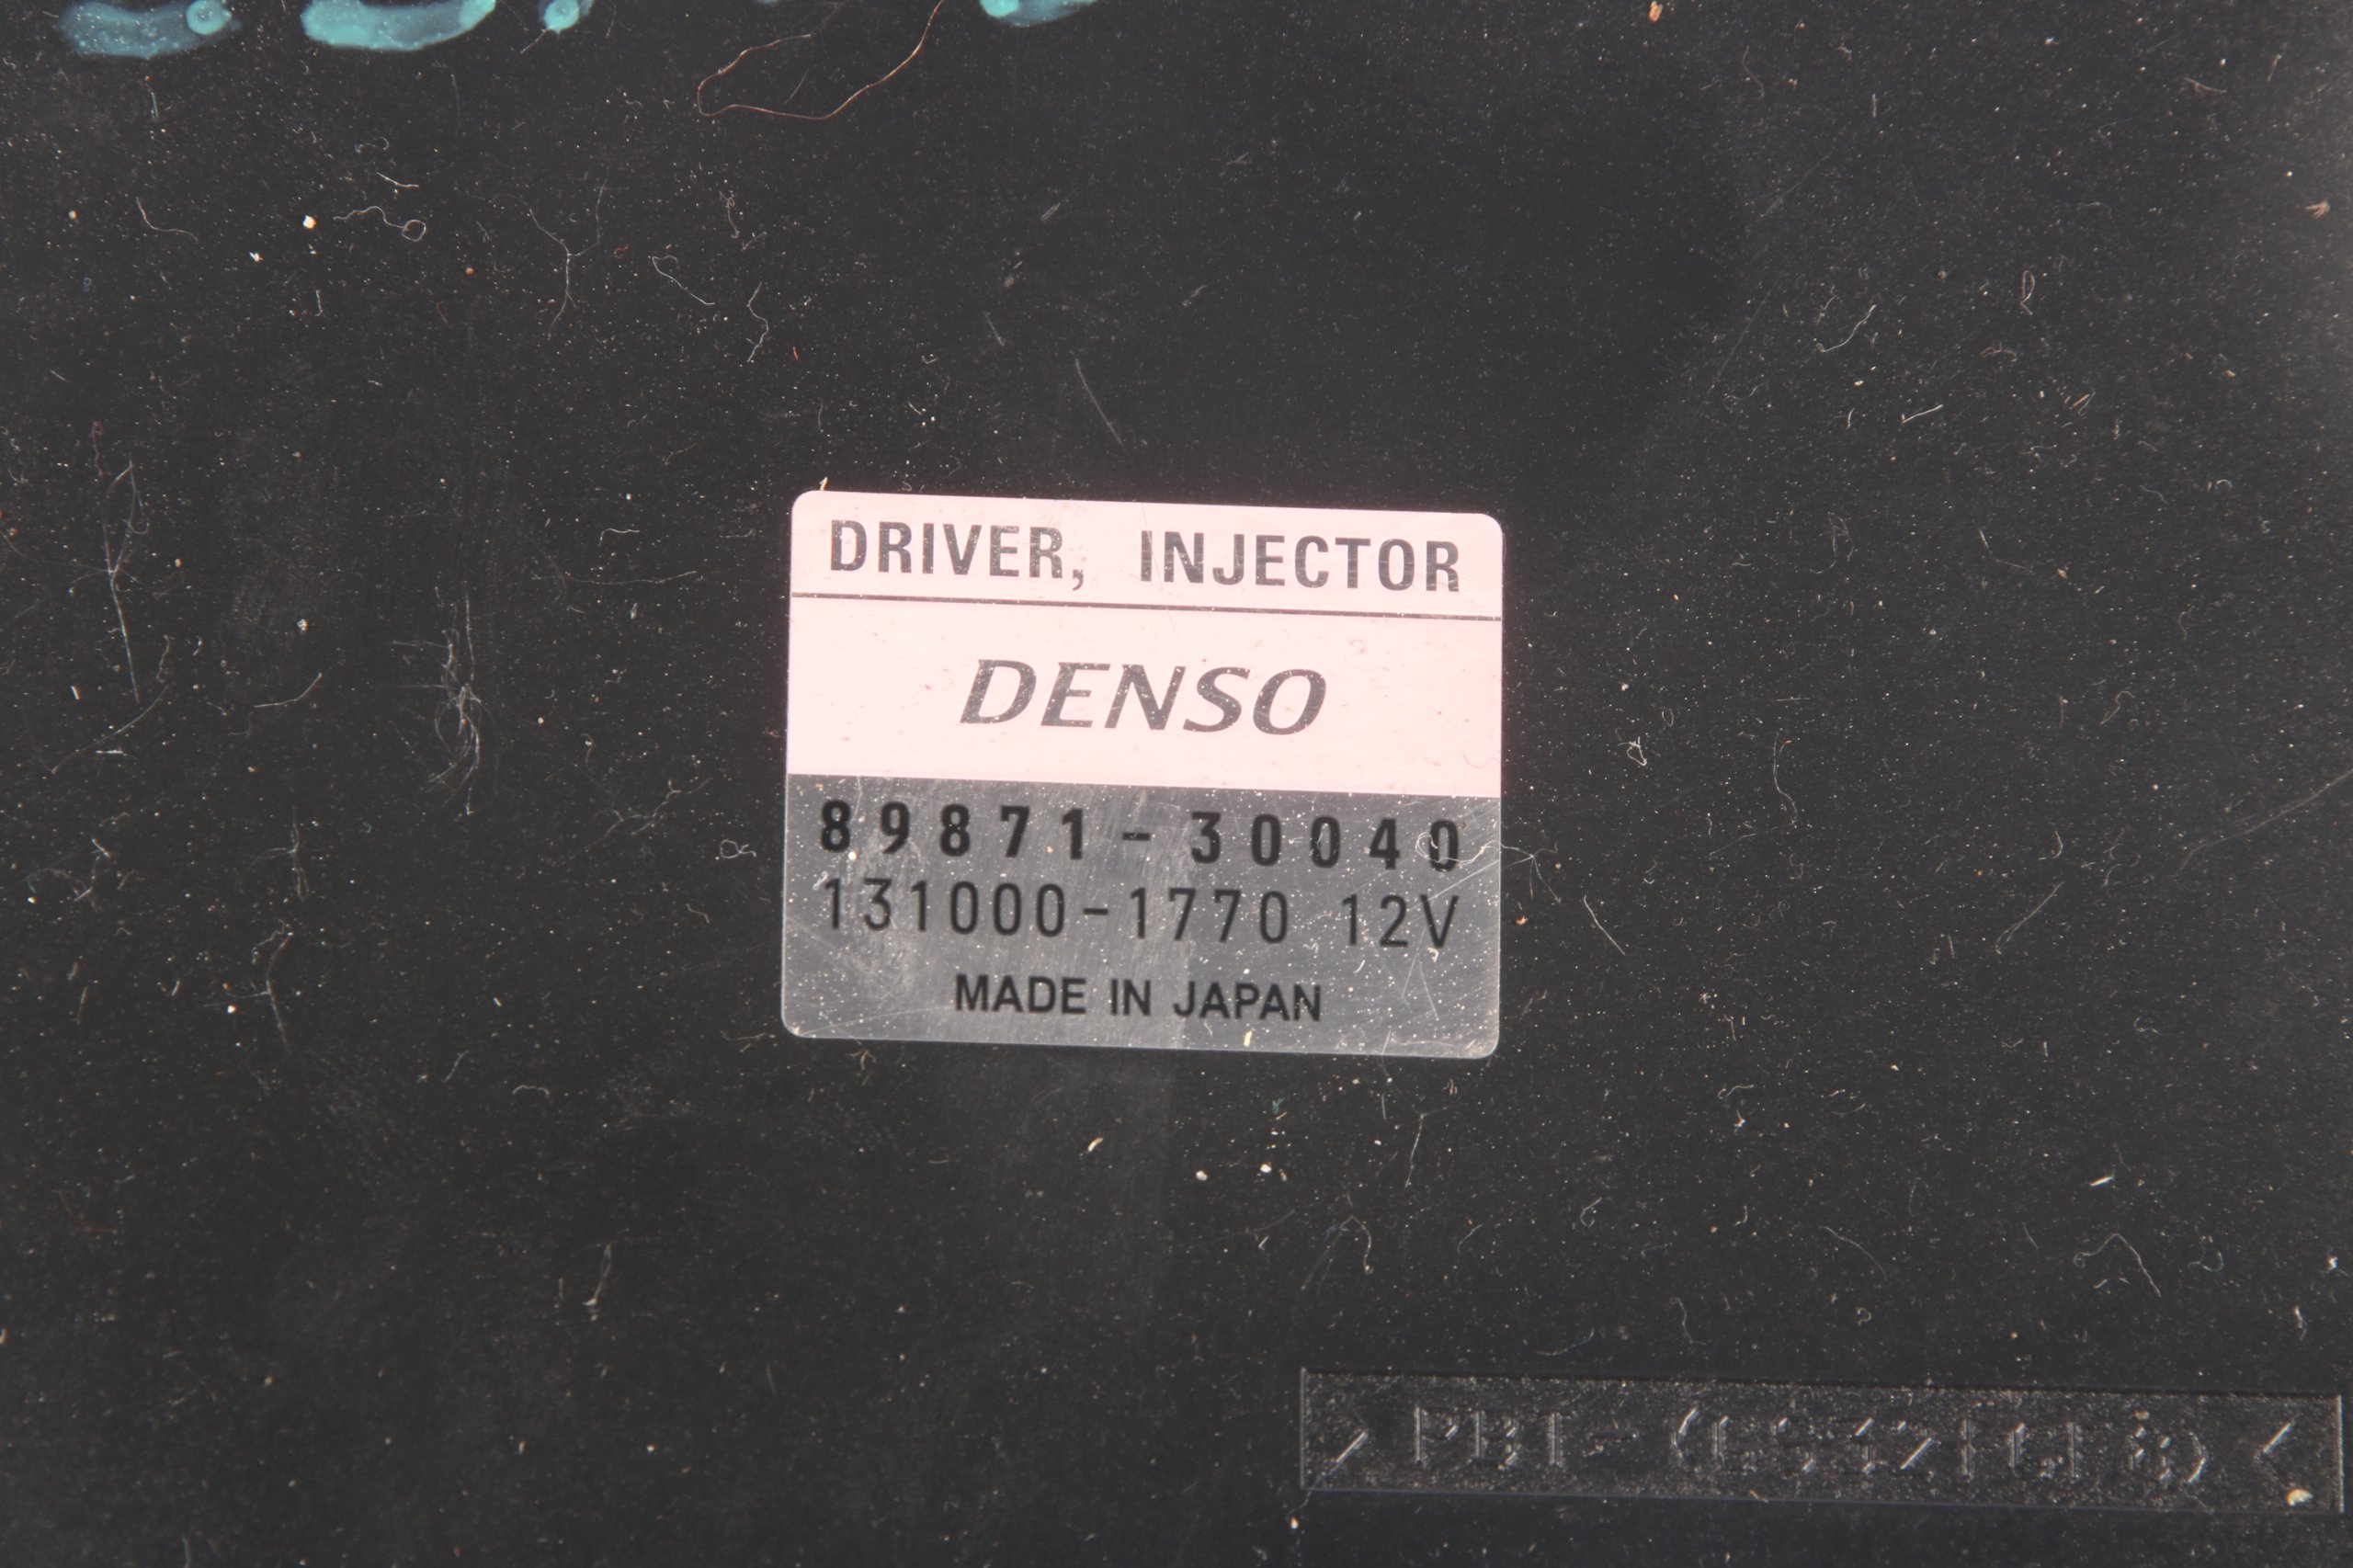 DRIVER, INJECTOR
DENSO
89871-30040
131000-1770 12V
MADE IN JAPAN